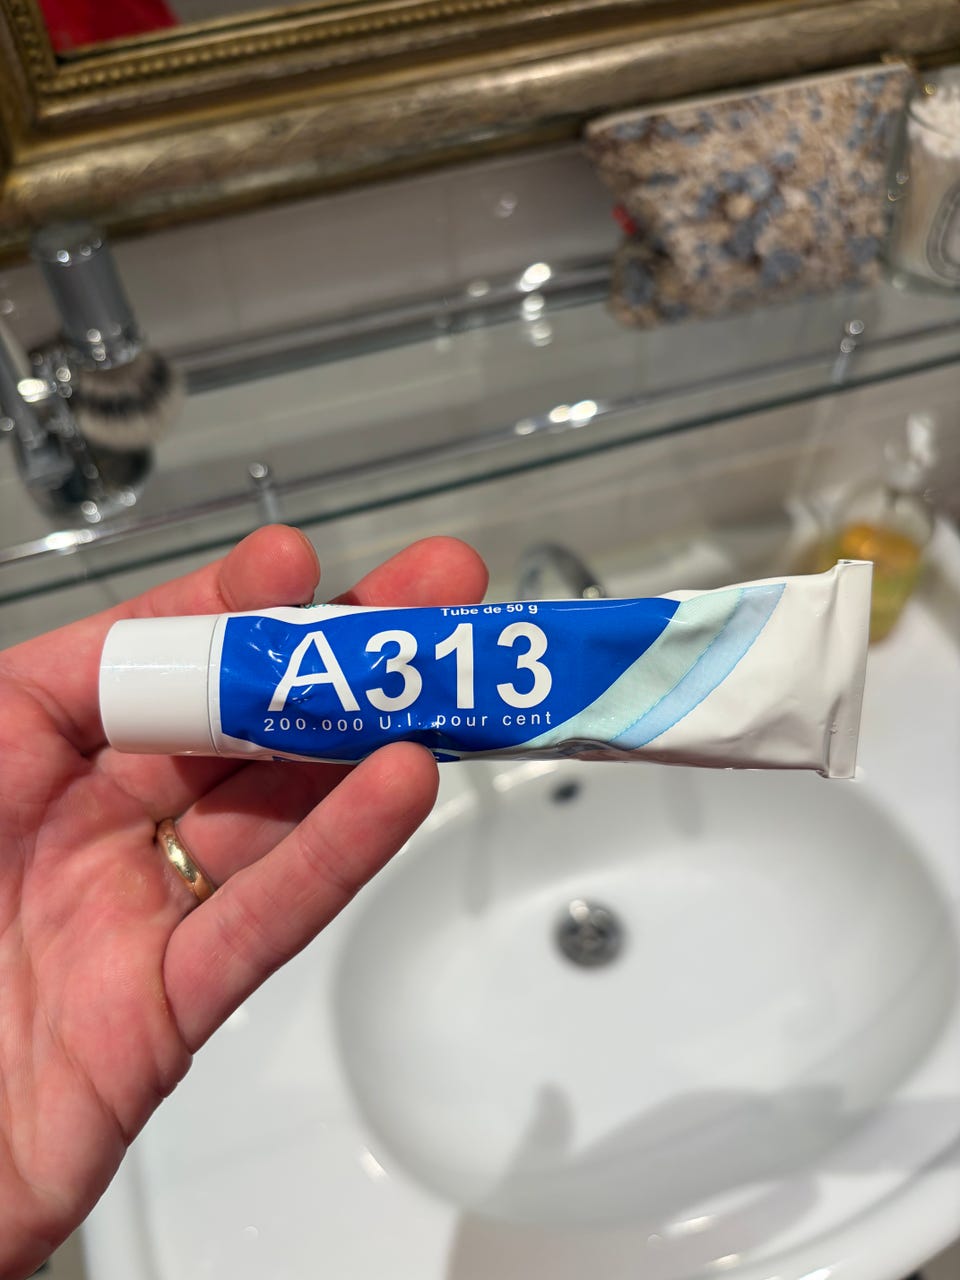 Tube de 50 g
A313
200.000 U.I. pour cent